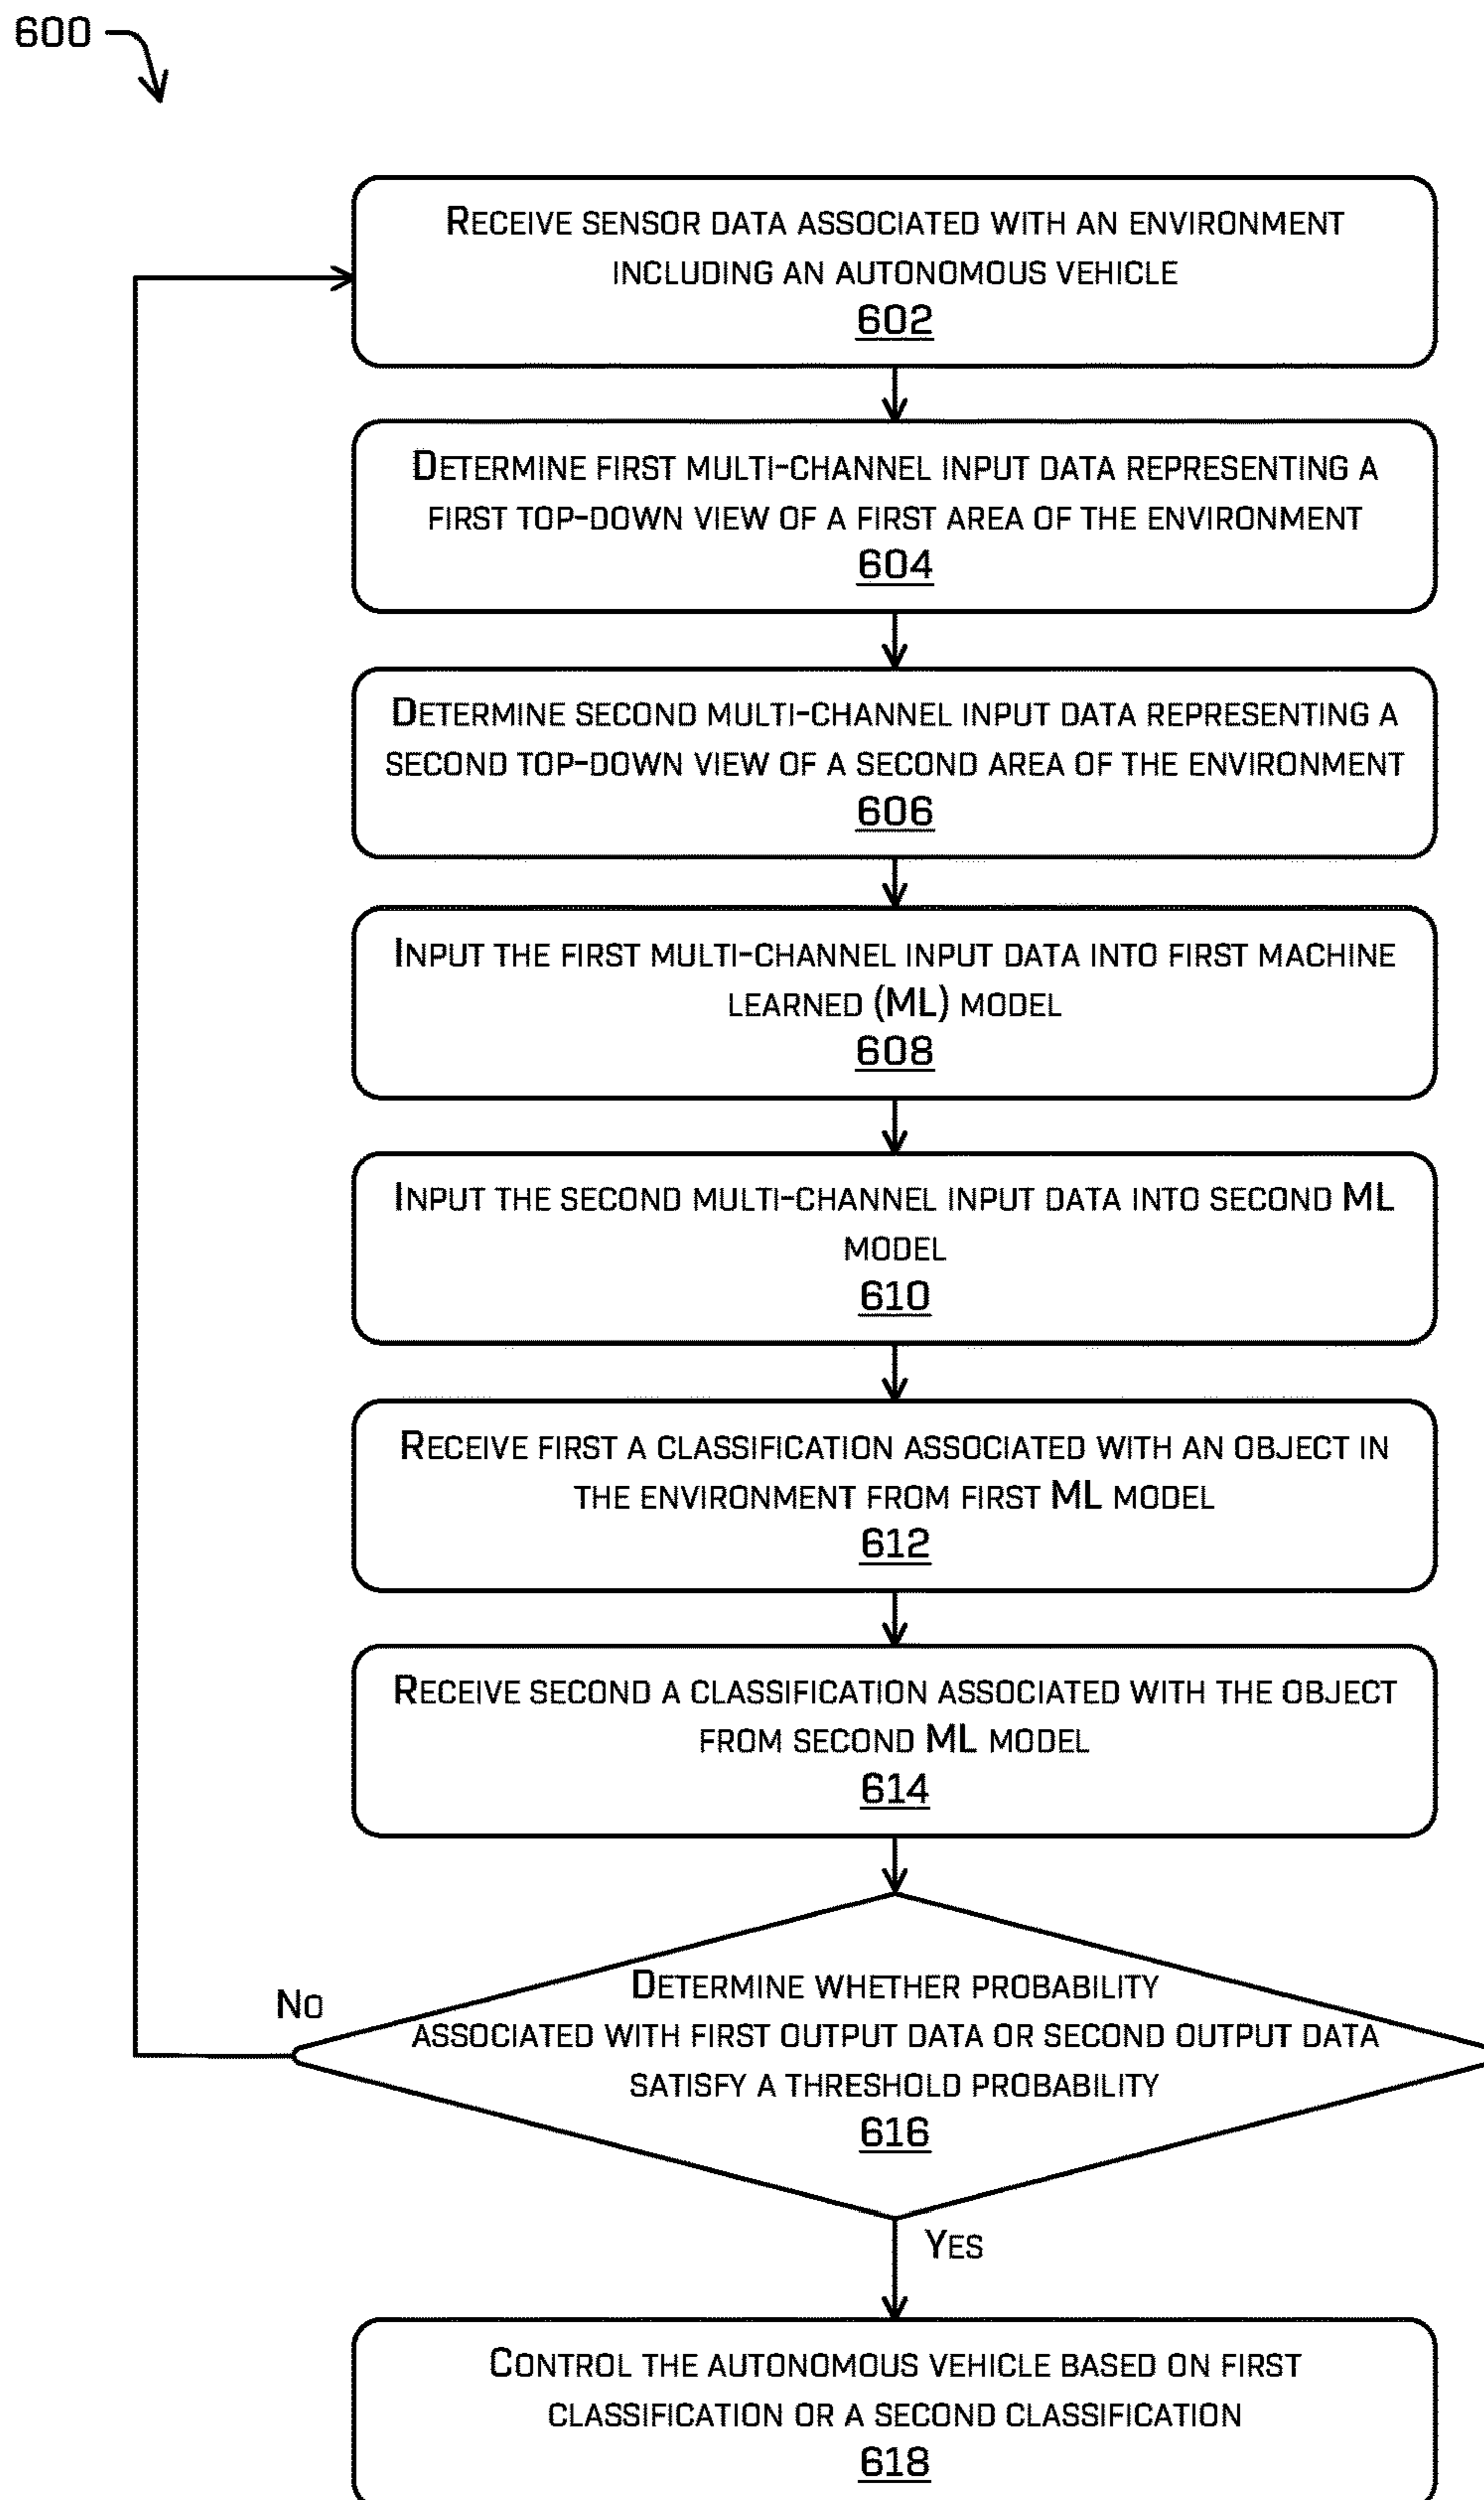 600
Receive sensor data associated with an environment
including an autonomous vehicle
602
Determine first multi-channel input data representing a
first top-down view of a first area of the environment
604
Determine second multi-channel input data representing a
second top-down view of a second area of the environment
606
Input the first multi-channel input data into first machine
learned (ML) model
608
Input the second multi-channel input data into second ML
model
610
Receive first a classification associated with an object in
the environment from first ML model
612
Receive second a classification associated with the object
from second ML model
614
No
Determine whether probability
associated with first output data or second output data
satisfy a threshold probability
616
Yes
Control the autonomous vehicle based on first
classification or a second classification
618